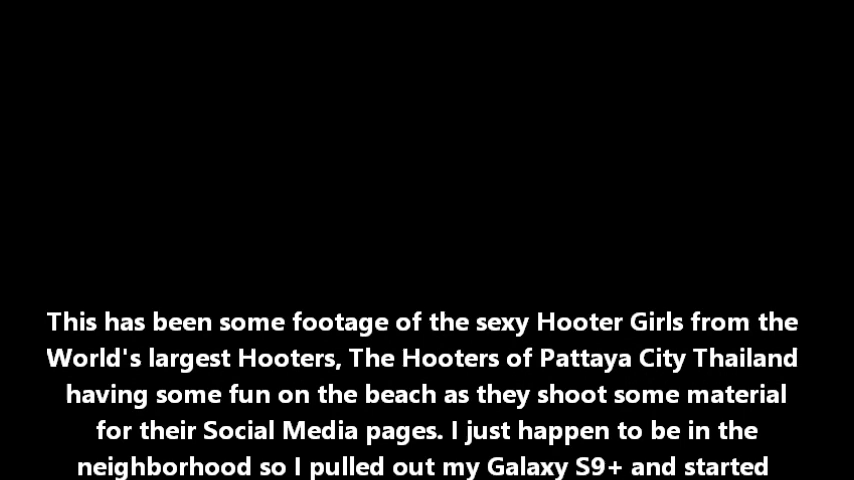 This has been some footage of the sexy Hooter Girls from the
World's largest Hooters, The Hooters of Pattaya City Thailand
having some fun on the beach as they shoot some material
for their Social Media pages. I just happen to be in the
neighborhood so I pulled out my Galaxy S9+ and started